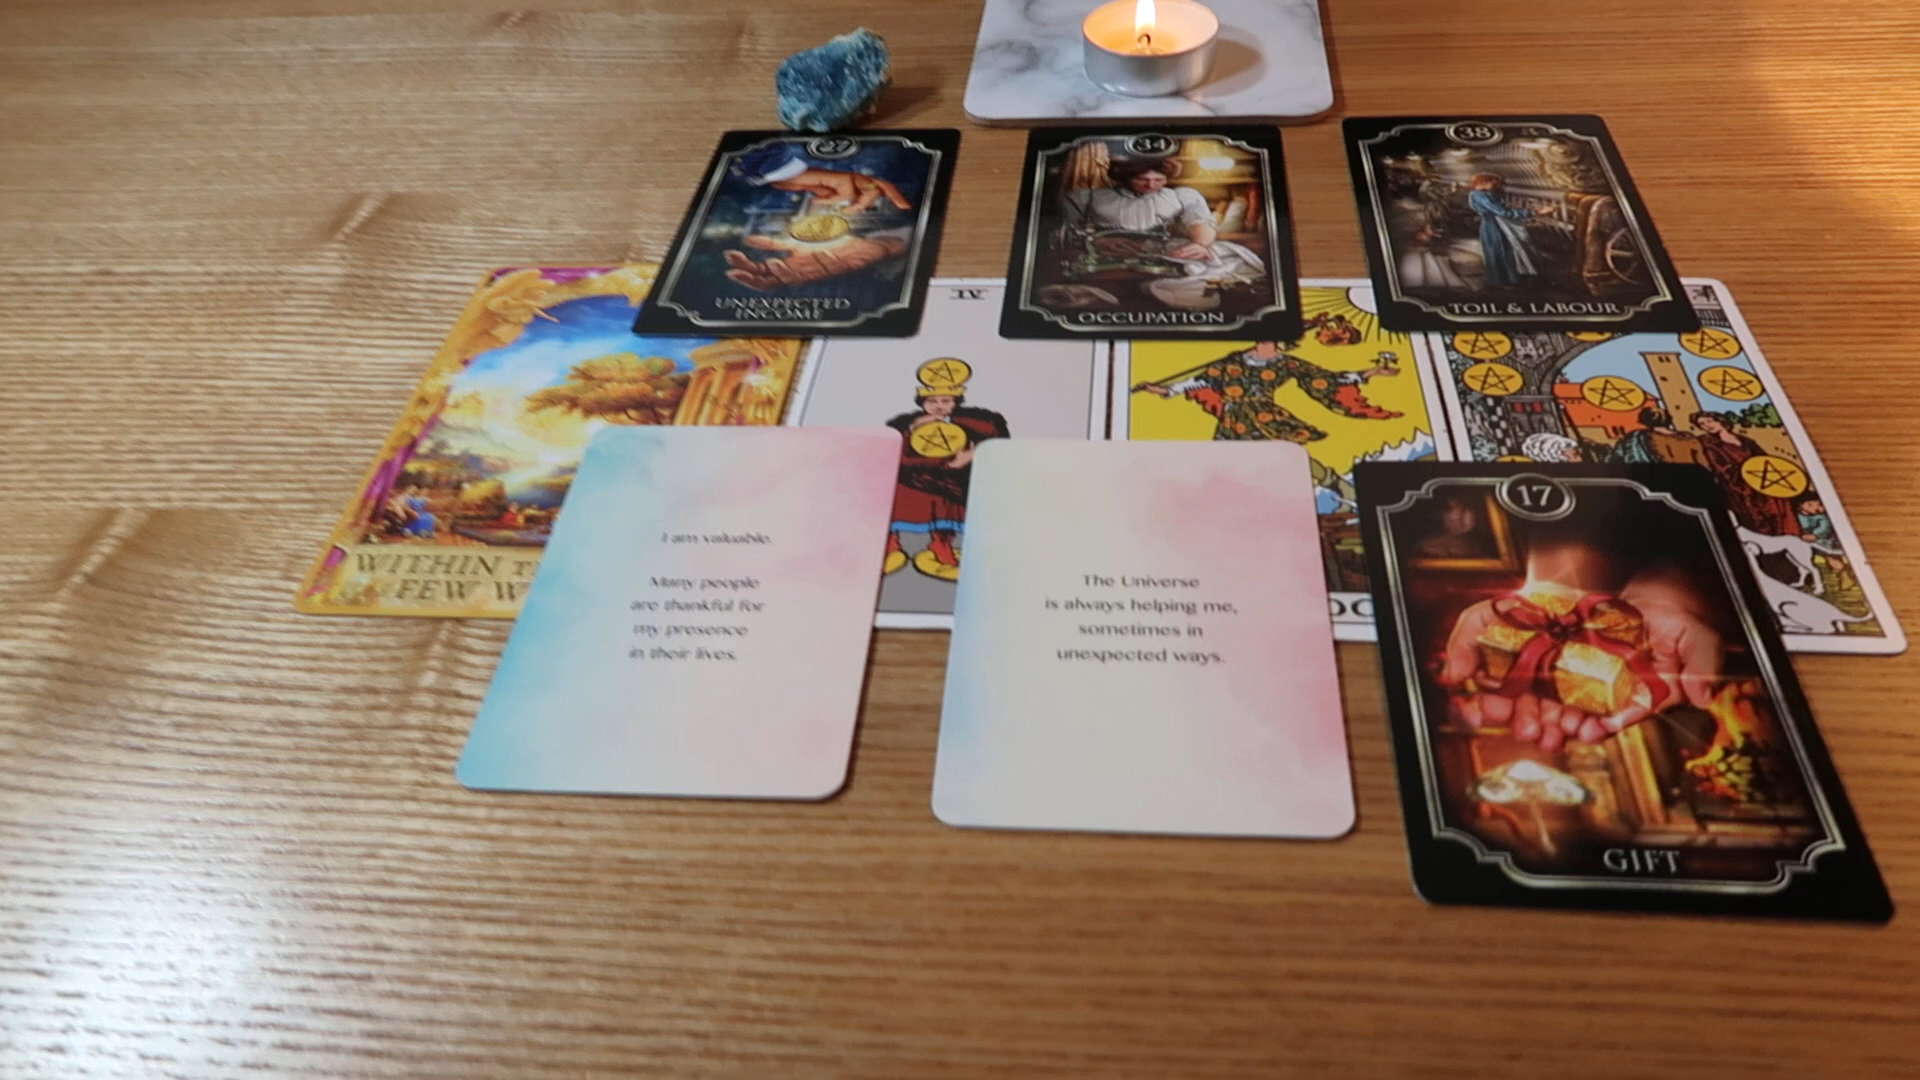 27
UNEXPECTED
INCOME
34
OCCUPATION
38
TOIL & LABOUR
IV
WITHIN T
FEW W
I am valuable.
Many people
are thankful for
my presence
in their lives.
The Universe
is always helping me,
sometimes in
unexpected ways.
17
GIFT